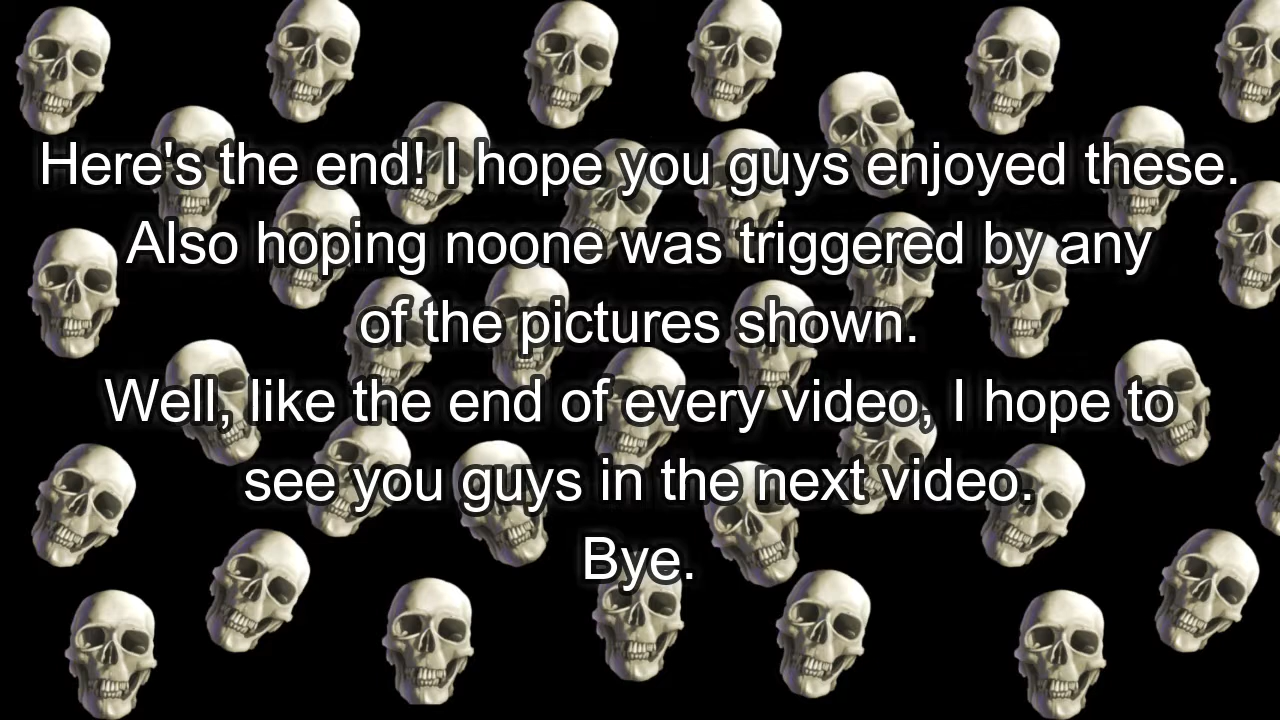 Here's the end! I hope you guys enjoyed these.
Also hoping noone was triggered by any
of the pictures shown.
Well, like the end of every video, I hope to
see you guys in the next video.
Bye.